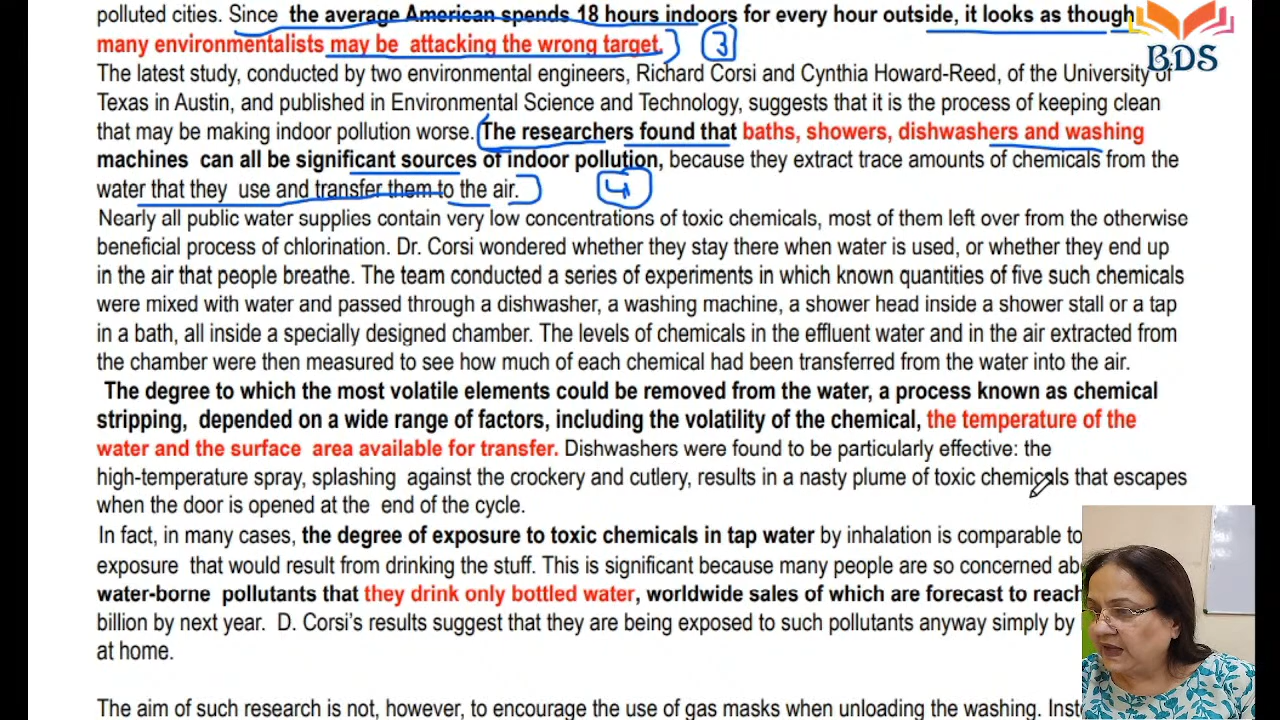 polluted cities. Since the average American spends 18 hours indoors for every hour outside, it looks as though
many environmentalists may be attacking the wrong target. 3
BDS
The latest study, conducted by two environmental engineers, Richard Corsi and Cynthia Howard-Reed, of the University of
Texas in Austin, and published in Environmental Science and Technology, suggests that it is the process of keeping clean
that may be making indoor pollution worse. The researchers found that baths, showers, dishwashers and washing
machines can all be significant sources of indoor pollution, because they extract trace amounts of chemicals from the
water that they use and transfer them to the air. 4
Nearly all public water supplies contain very low concentrations of toxic chemicals, most of them left over from the otherwise
beneficial process of chlorination. Dr. Corsi wondered whether they stay there when water is used, or whether they end up
in the air that people breathe. The team conducted a series of experiments in which known quantities of five such chemicals
were mixed with water and passed through a dishwasher, a washing machine, a shower head inside a shower stall or a tap
in a bath, all inside a specially designed chamber. The levels of chemicals in the effluent water and in the air extracted from
the chamber were then measured to see how much of each chemical had been transferred from the water into the air.
The degree to which the most volatile elements could be removed from the water, a process known as chemical
stripping, depended on a wide range of factors, including the volatility of the chemical, the temperature of the
water and the surface area available for transfer. Dishwashers were found to be particularly effective: the
high-temperature spray, splashing against the crockery and cutlery, results in a nasty plume of toxic chemicals that escapes
when the door is opened at the end of the cycle.
In fact, in many cases, the degree of exposure to toxic chemicals in tap water by inhalation is comparable to
exposure that would result from drinking the stuff. This is significant because many people are so concerned
water-borne pollutants that they drink only bottled water, worldwide sales of which are forecast to reach
billion by next year. D. Corsi's results suggest that they are being exposed to such pollutants anyway simply by
at home.
The aim of such research is not, however, to encourage the use of gas masks when unloading the washing.